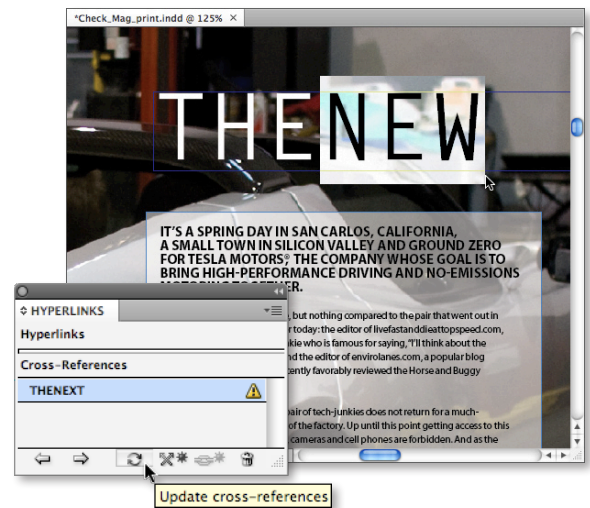 *Check_Mag_print.indd @ 125% ×
THENEW
IT'S A SPRING DAY IN SAN CARLOS, CALIFORNIA,
A SMALL TOWN IN SILICON VALLEY AND GROUND ZERO
FOR TESLA MOTORS®, THE COMPANY WHOSE GOAL IS TO
BRING HIGH-PERFORMANCE DRIVING AND NO-EMISSIONS
ER.
, but nothing compared to the pair that went out in
r today: the editor of livefastanddieattopspeed.com,
kie who is famous for saying, "I'll think about the
nd the editor of envirolanes.com, a popular blog
cently favorably reviewed the Horse and Buggy
pair of tech-junkies does not return for a much-
of the factory. Up until this point getting access to this
cameras and cell phones are forbidden. And as the
HYPERLINKS
Hyperlinks
Cross-References
THENEXT
Update cross-references